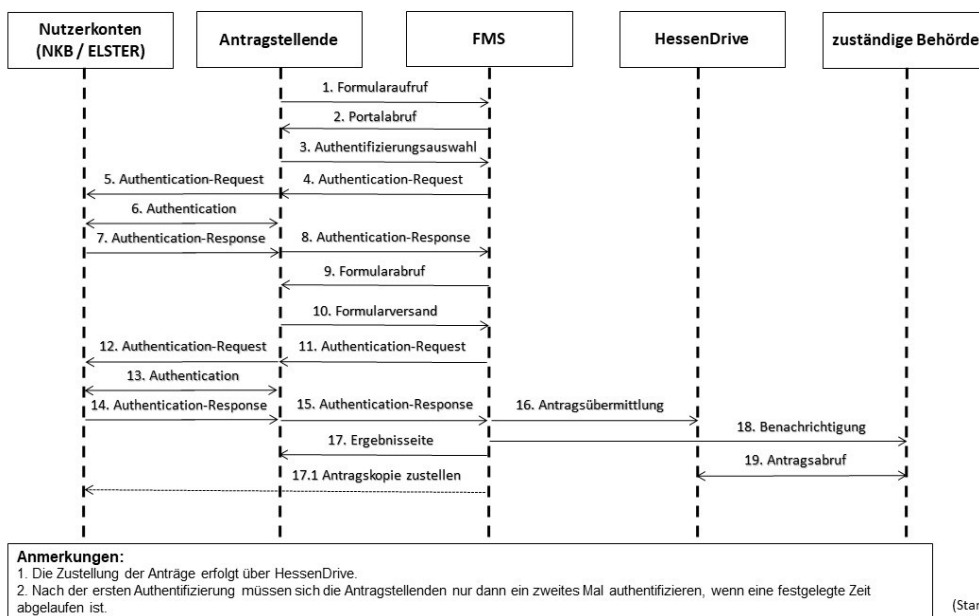 Nutzerkonten
(NKB / ELSTER)
Antragstellende
FMS
HessenDrive
zuständige Behörde
1. Formularaufruf
2. Portalabruf
3. Authentifizierungsauswahl
5. Authentication-Request
4. Authentication-Request
6. Authentication
7. Authentication-Response
8. Authentication-Response
9. Formularabruf
10. Formularversand
12. Authentication-Request
11. Authentication-Request
13. Authentication
14. Authentication-Response
15. Authentication-Response
16. Antragsübermittlung
18. Benachrichtigung
17. Ergebnisseite
19. Antragsabruf
17.1 Antragskopie zustellen
Anmerkungen:
1. Die Zustellung der Anträge erfolgt über HessenDrive.
2. Nach der ersten Authentifizierung müssen sich die Antragstellenden nur dann ein zweites Mal authentifizieren, wenn eine festgelegte Zeit
abgelaufen ist.